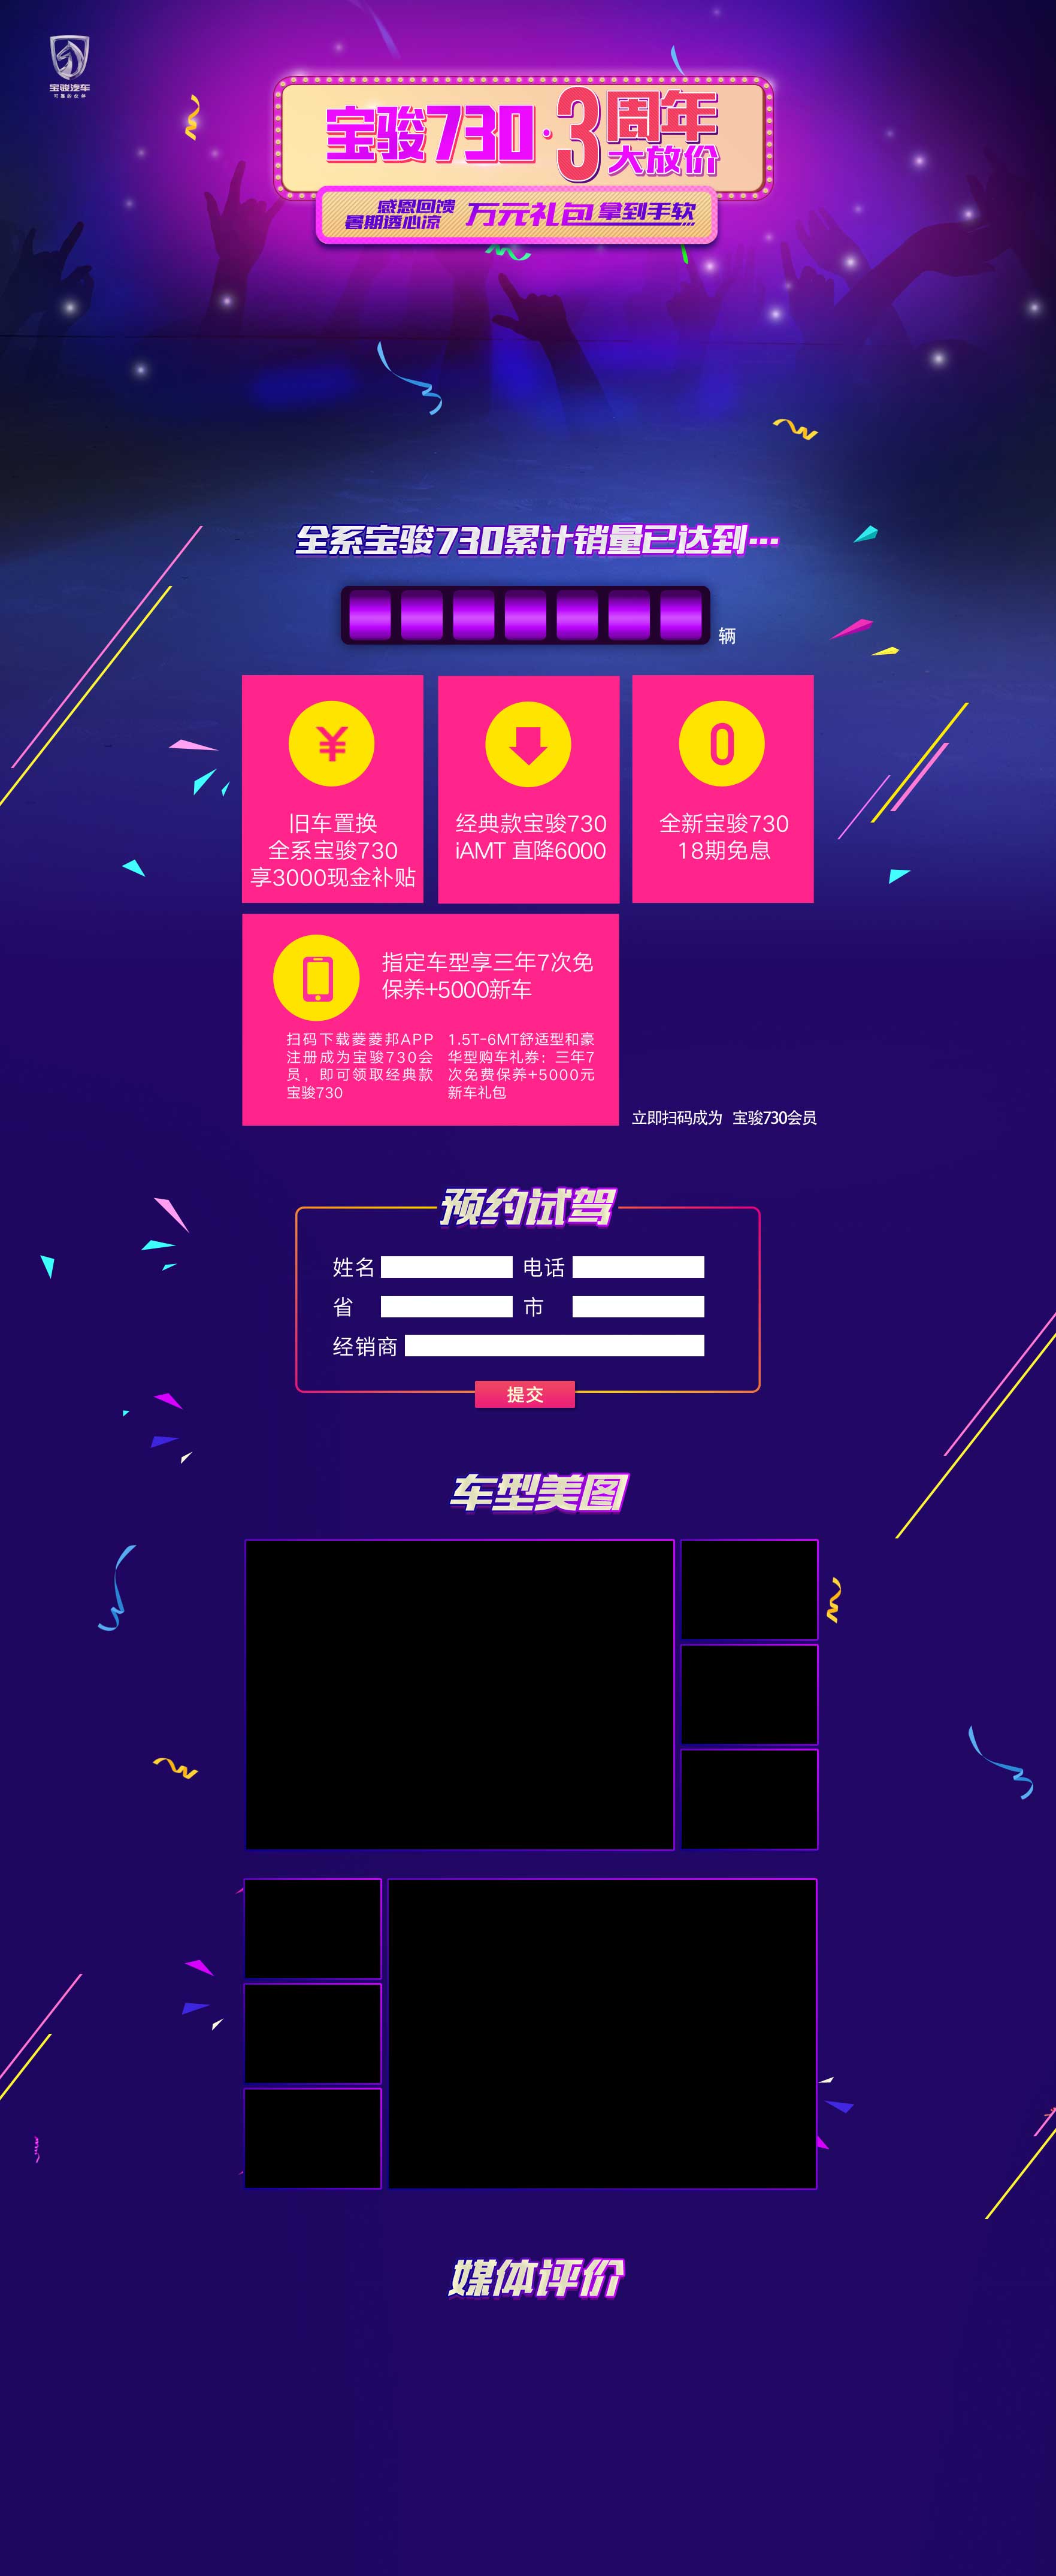 宝骏汽车
可靠的伙伴
宝骏730·3周年
大放价
感恩回馈
暑期透心凉
万元礼包拿到手软
全系宝骏730累计销量已达到···
辆
¥
旧车置换
全系宝骏730
享3000现金补贴
经典款宝骏730
iAMT 直降6000
0
全新宝骏730
18期免息
指定车型享三年7次免
保养+5000新车
扫码下载菱菱邦APP
注册成为宝骏730会
员，即可领取经典款
宝骏730
1.5T-6MT舒适型和豪
华型购车礼券：三年7
次免费保养+5000元
新车礼包
立即扫码成为 宝骏730会员
预约试驾
姓名 电话
省 市
经销商
提交
车型美图
媒体评价